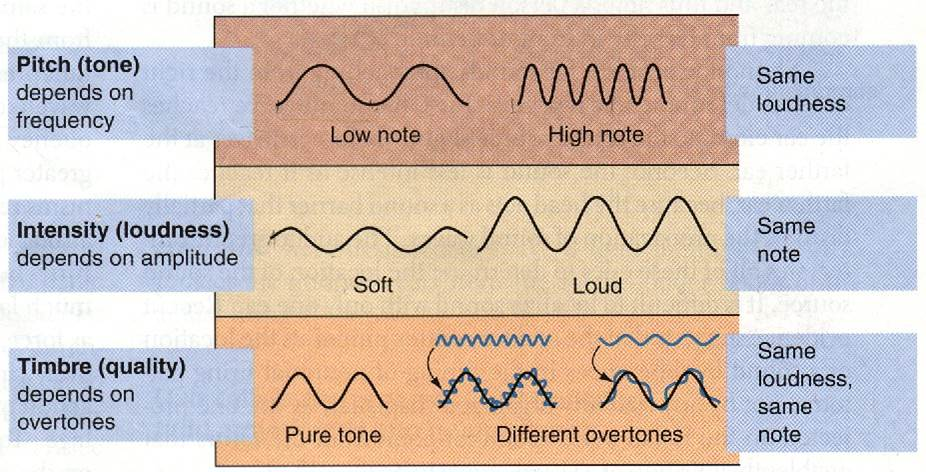 Pitch (tone)
depends on
frequency
Low note
High note
Same
loudness
Intensity (loudness)
depends on amplitude
Soft
Loud
Same
note
Timbre (quality)
depends on
overtones
Pure tone
Different overtones
Same
loudness,
same
note